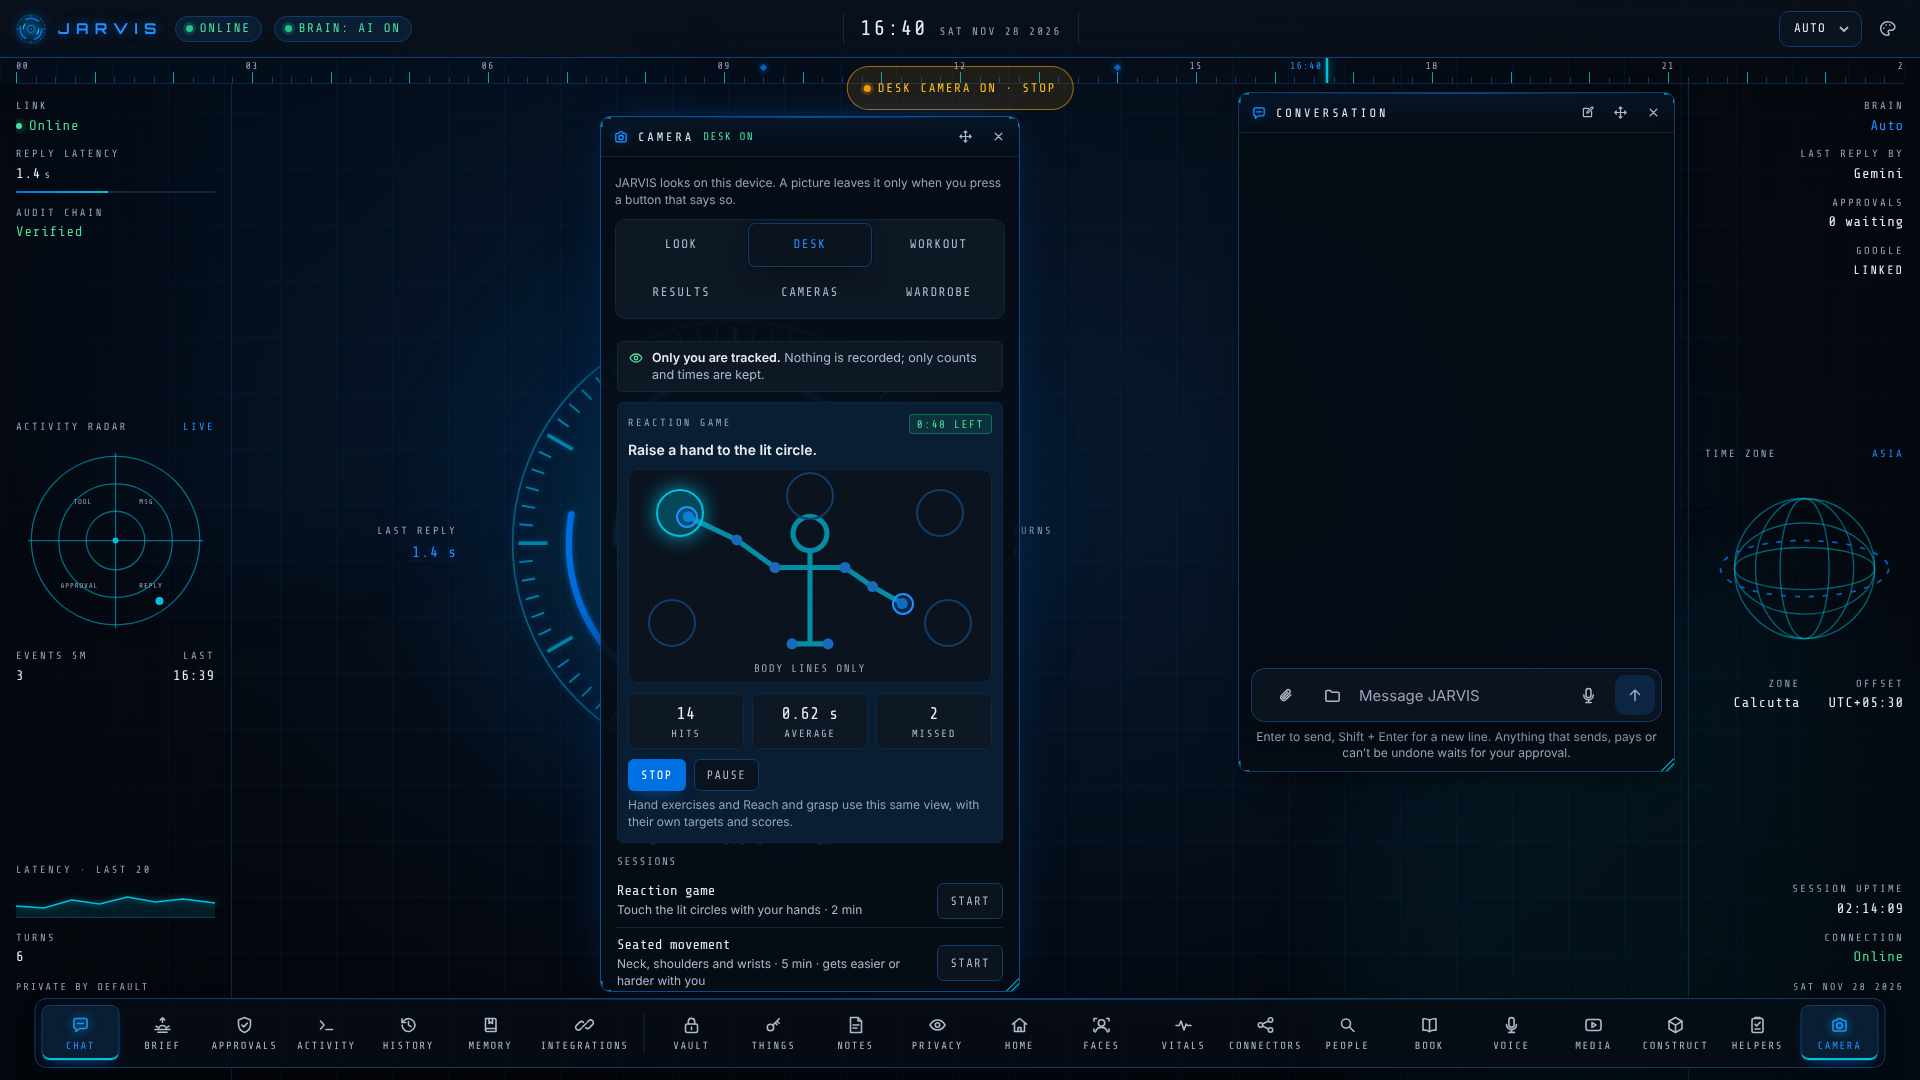 JARVIS
ONLINE
BRAIN: AI ON
16:40 SAT NOV 28 2026
AUTO
00 03 06 09 12 15 16:40 18 21 2
DESK CAMERA ON · STOP
LINK
Online
REPLY LATENCY
1.4 s
AUDIT CHAIN
Verified
ACTIVITY RADAR LIVE
TOOL MSG
APPROVAL REPLY
EVENTS 5M LAST
3 16:39
LATENCY · LAST 20
TURNS
6
PRIVATE BY DEFAULT
LAST REPLY
1.4 s
URNS
CAMERA DESK ON
JARVIS looks on this device. A picture leaves it only when you press
a button that says so.
LOOK DESK WORKOUT
RESULTS CAMERAS WARDROBE
Only you are tracked. Nothing is recorded; only counts
and times are kept.
REACTION GAME 0:48 LEFT
Raise a hand to the lit circle.
BODY LINES ONLY
14 0.62 s 2
HITS AVERAGE MISSED
STOP PAUSE
Hand exercises and Reach and grasp use this same view, with
their own targets and scores.
SESSIONS
Reaction game
Touch the lit circles with your hands · 2 min
START
Seated movement
Neck, shoulders and wrists · 5 min · gets easier or
harder with you
START
CONVERSATION
Message JARVIS
Enter to send, Shift + Enter for a new line. Anything that sends, pays or
can't be undone waits for your approval.
BRAIN
Auto
LAST REPLY BY
Gemini
APPROVALS
0 waiting
GOOGLE
LINKED
TIME ZONE ASIA
ZONE OFFSET
Calcutta UTC+05:30
SESSION UPTIME
02:14:09
CONNECTION
Online
SAT NOV 28 2026
CHAT BRIEF APPROVALS ACTIVITY HISTORY MEMORY INTEGRATIONS VAULT THINGS NOTES PRIVACY HOME FACES VITALS CONNECTORS PEOPLE BOOK VOICE MEDIA CONSTRUCT HELPERS CAMERA